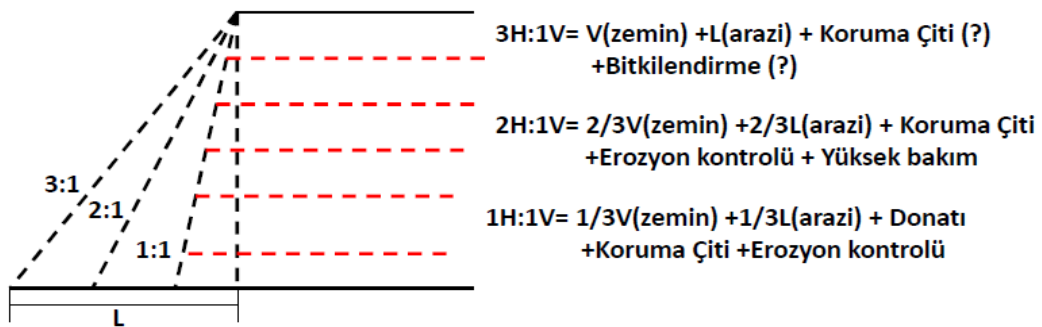 3H:1V= V(zemin) +L(arazi) + Koruma Çiti (?)
+Bitkilendirme (?)
2H:1V= 2/3V(zemin) +2/3L(arazi) + Koruma Çiti
+Erozyon kontrolü + Yüksek bakım
1H:1V= 1/3V(zemin) +1/3L(arazi) + Donatı
+Koruma Çiti +Erozyon kontrolü
3:1
2:1
1:1
L